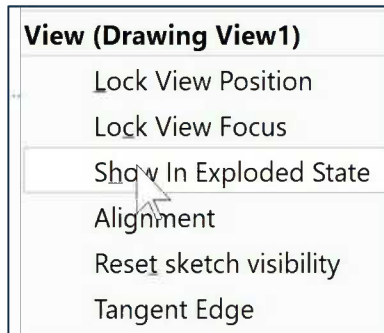 View (Drawing View1)
Lock View Position
Lock View Focus
Show In Exploded State
Alignment
Reset sketch visibility
Tangent Edge